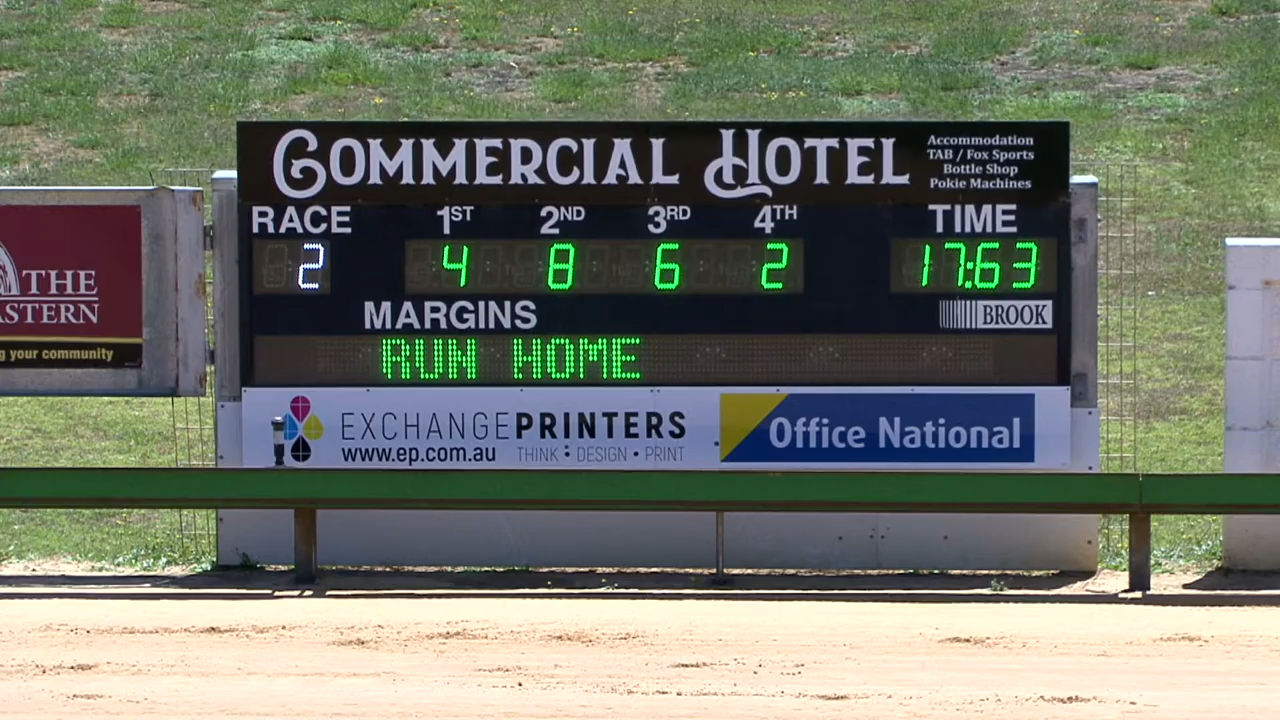 COMMERCIAL HOTEL
Accommodation
TAB / Fox Sports
Bottle Shop
Pokie Machines
RACE 1ST 2ND 3RD 4TH TIME
2 4 8 6 2 17:63
MARGINS
BROOK
RUN HOME
THE
ASTERN
g your community
EXCHANGEPRINTERS
www.ep.com.au THINK : DESIGN • PRINT
Office National